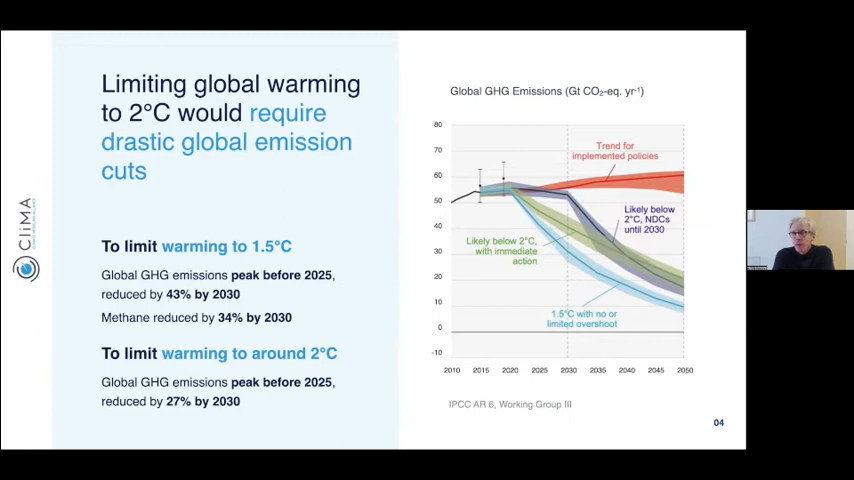 Limiting global warming
to 2°C would require
drastic global emission
cuts
CliMA
To limit warming to 1.5°C
Global GHG emissions peak before 2025,
reduced by 43% by 2030
Methane reduced by 34% by 2030
To limit warming to around 2°C
Global GHG emissions peak before 2025,
reduced by 27% by 2030
Global GHG Emissions (Gt CO₂-eq. yr⁻¹)
80
70
60
50
40
30
20
10
0
-10
Trend for
implemented policies
Likely below
2°C, NDCs
until 2030
Likely below 2°C,
with immediate
action
1.5°C with no or
limited overshoot
2010 2015 2020 2025 2030 2035 2040 2045 2050
IPCC AR 6, Working Group III
04